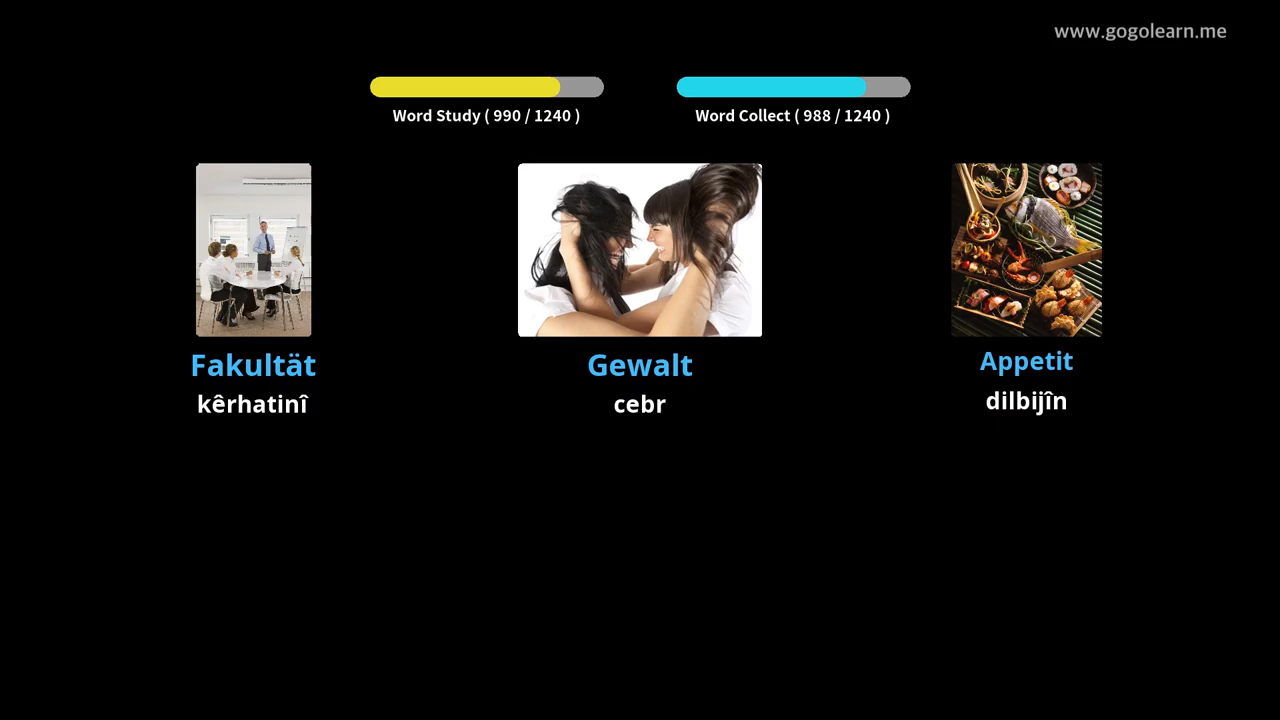 www.gogolearn.me
Word Study ( 990 / 1240 )
Word Collect ( 988 / 1240 )
Fakultät
kêrhatinî
Gewalt
cebr
Appetit
dilbijîn